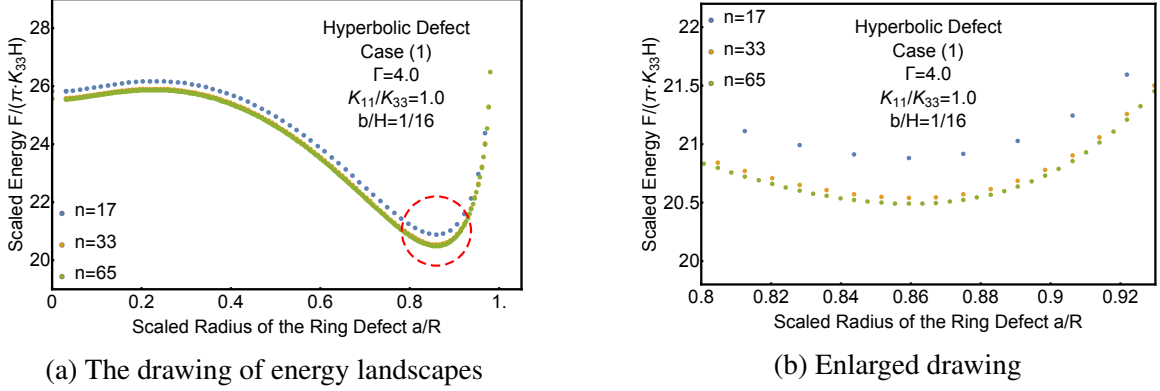 28
26
24
22
20
Scaled Energy F/(π·K₃₃H)
Hyperbolic Defect
Case (1)
Γ=4.0
K₁₁/K₃₃=1.0
b/H=1/16
n=17
n=33
n=65
0 0.2 0.4 0.6 0.8 1.
Scaled Radius of the Ring Defect a/R
(a) The drawing of energy landscapes
22
21.5
21
20.5
20
Scaled Energy F/(π·K₃₃H)
n=17
n=33
n=65
Hyperbolic Defect
Case (1)
Γ=4.0
K₁₁/K₃₃=1.0
b/H=1/16
0.8 0.82 0.84 0.86 0.88 0.9 0.92
Scaled Radius of the Ring Defect a/R
(b) Enlarged drawing